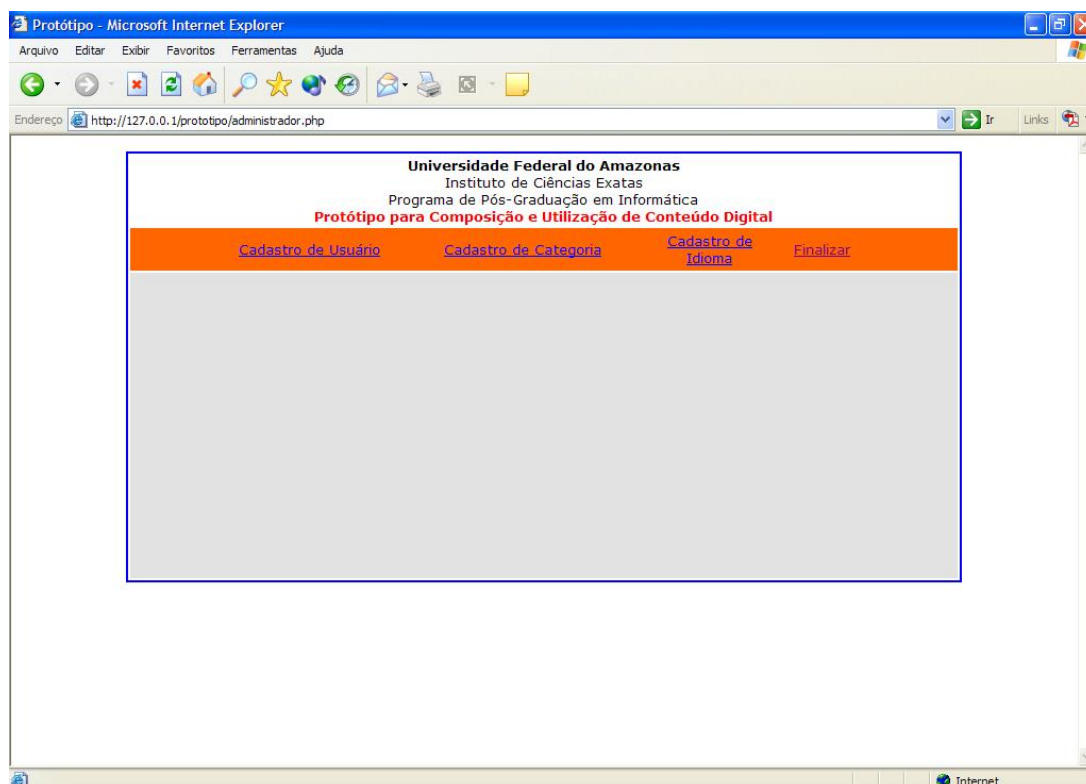 Protótipo - Microsoft Internet Explorer
Arquivo Editar Exibir Favoritos Ferramentas Ajuda
Endereço http://127.0.0.1/prototipo/administrador.php Ir Links
Universidade Federal do Amazonas
Instituto de Ciências Exatas
Programa de Pós-Graduação em Informática
Protótipo para Composição e Utilização de Conteúdo Digital
Cadastro de Usuário Cadastro de Categoria Cadastro de Idioma Finalizar
Internet